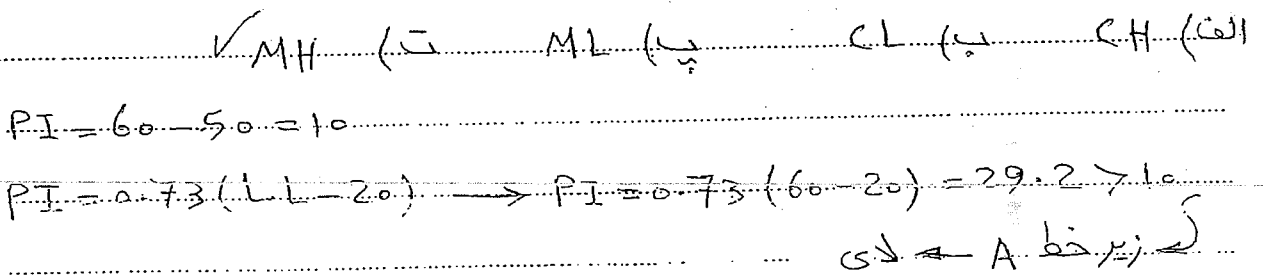 الف) CH ب) CL پ) ML ت) MH ✓
PI = 60 - 50 = 10
PI = 0.73 (LL - 20) → PI = 0.73 (60 - 20) = 29.2 > 10
زیر خط A ← لای